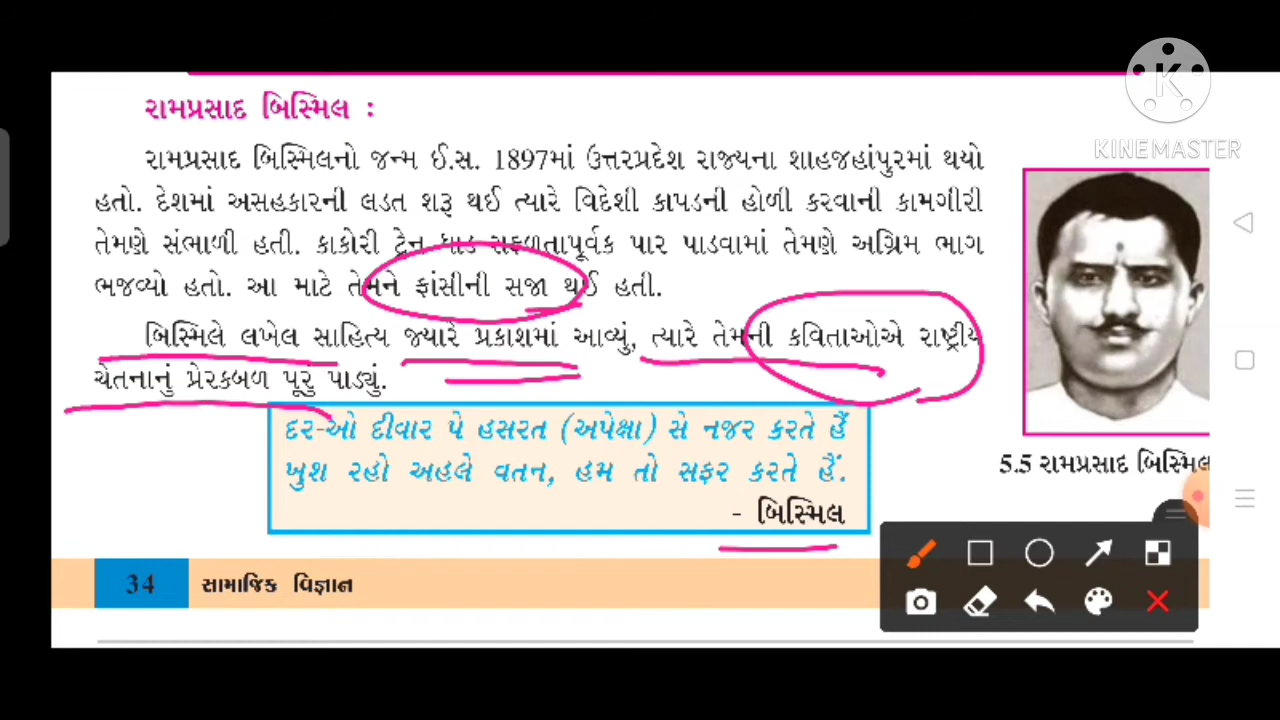 K
KINEMASTER
રામપ્રસાદ બિસ્મિલ :
રામપ્રસાદ બિસ્મિલનો જન્મ ઈ.સ. 1897માં ઉત્તરપ્રદેશ રાજ્યના શાહજહાંપુરમાં થયો
હતો. દેશમાં અસહકારની લડત શરૂ થઈ ત્યારે વિદેશી કાપડની હોળી કરવાની કામગીરી
તેમણે સંભાળી હતી. કાકોરી ટ્રેન ધાડ સફળતાપૂર્વક પાર પાડવામાં તેમણે અગ્રિમ ભાગ
ભજવ્યો હતો. આ માટે તેમને ફાંસીની સજા થઈ હતી.
બિસ્મિલે લખેલ સાહિત્ય જ્યારે પ્રકાશમાં આવ્યું, ત્યારે તેમની કવિતાઓએ રાષ્ટ્રીય
ચેતનાનું પ્રેરકબળ પૂરું પાડ્યું.
દર-ઓ દીવાર પે હસરત (અપેક્ષા) સે નજર કરતે હૈં
ખુશ રહો અહલે વતન, હમ તો સફર કરતે હૈં.
- બિસ્મિલ
5.5 રામપ્રસાદ બિસ્મિલ
34 સામાજિક વિજ્ઞાન